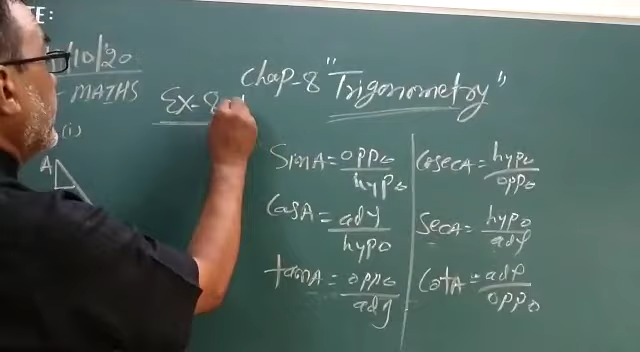 TE:
/10/20
- MATHS
(i)
A
Chap-8 "Trigonometry"
Ex-8
SinA = oppo / hypo
CosA = adj / hypo
tanA = oppo / adj
CosecA = hypo / oppo
SecA = hypo / adj
CotA = adj / oppo